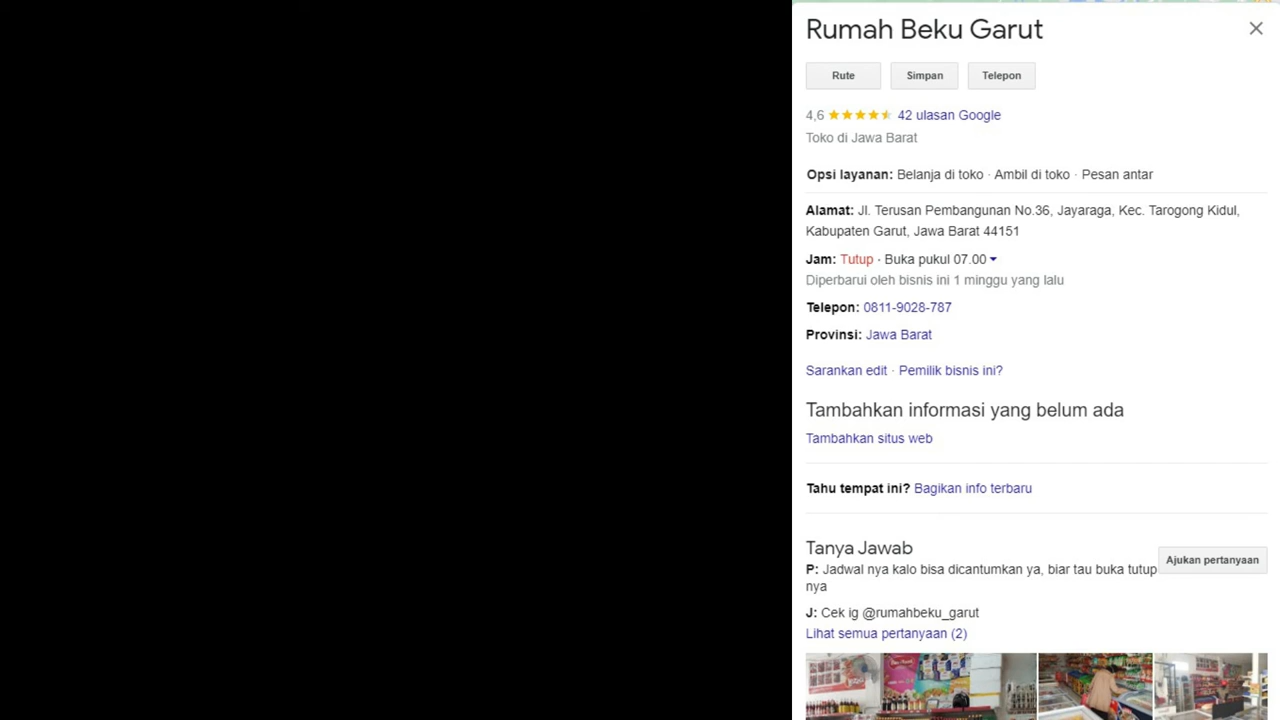 Rumah Beku Garut
Rute
Simpan
Telepon
4,6
42 ulasan Google
Toko di Jawa Barat
Opsi layanan: Belanja di toko · Ambil di toko · Pesan antar
Alamat: Jl. Terusan Pembangunan No.36, Jayaraga, Kec. Tarogong Kidul,
Kabupaten Garut, Jawa Barat 44151
Jam: Tutup · Buka pukul 07.00
Diperbarui oleh bisnis ini 1 minggu yang lalu
Telepon: 0811-9028-787
Provinsi: Jawa Barat
Sarankan edit · Pemilik bisnis ini?
Tambahkan informasi yang belum ada
Tambahkan situs web
Tahu tempat ini? Bagikan info terbaru
Tanya Jawab
Ajukan pertanyaan
P: Jadwal nya kalo bisa dicantumkan ya, biar tau buka tutup
nya
J: Cek ig @rumahbeku_garut
Lihat semua pertanyaan (2)